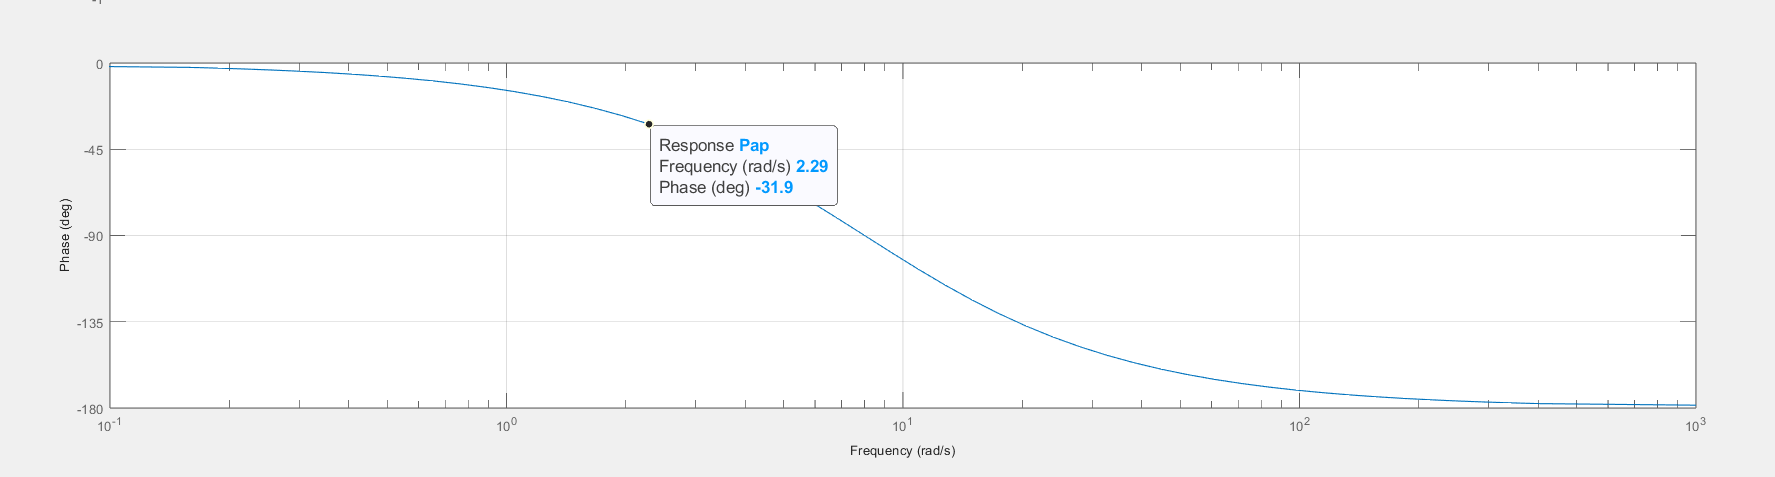 0
-45
-90
-135
-180
Phase (deg)
Response Pap
Frequency (rad/s) 2.29
Phase (deg) -31.9
10-1 100 101 102 103
Frequency (rad/s)